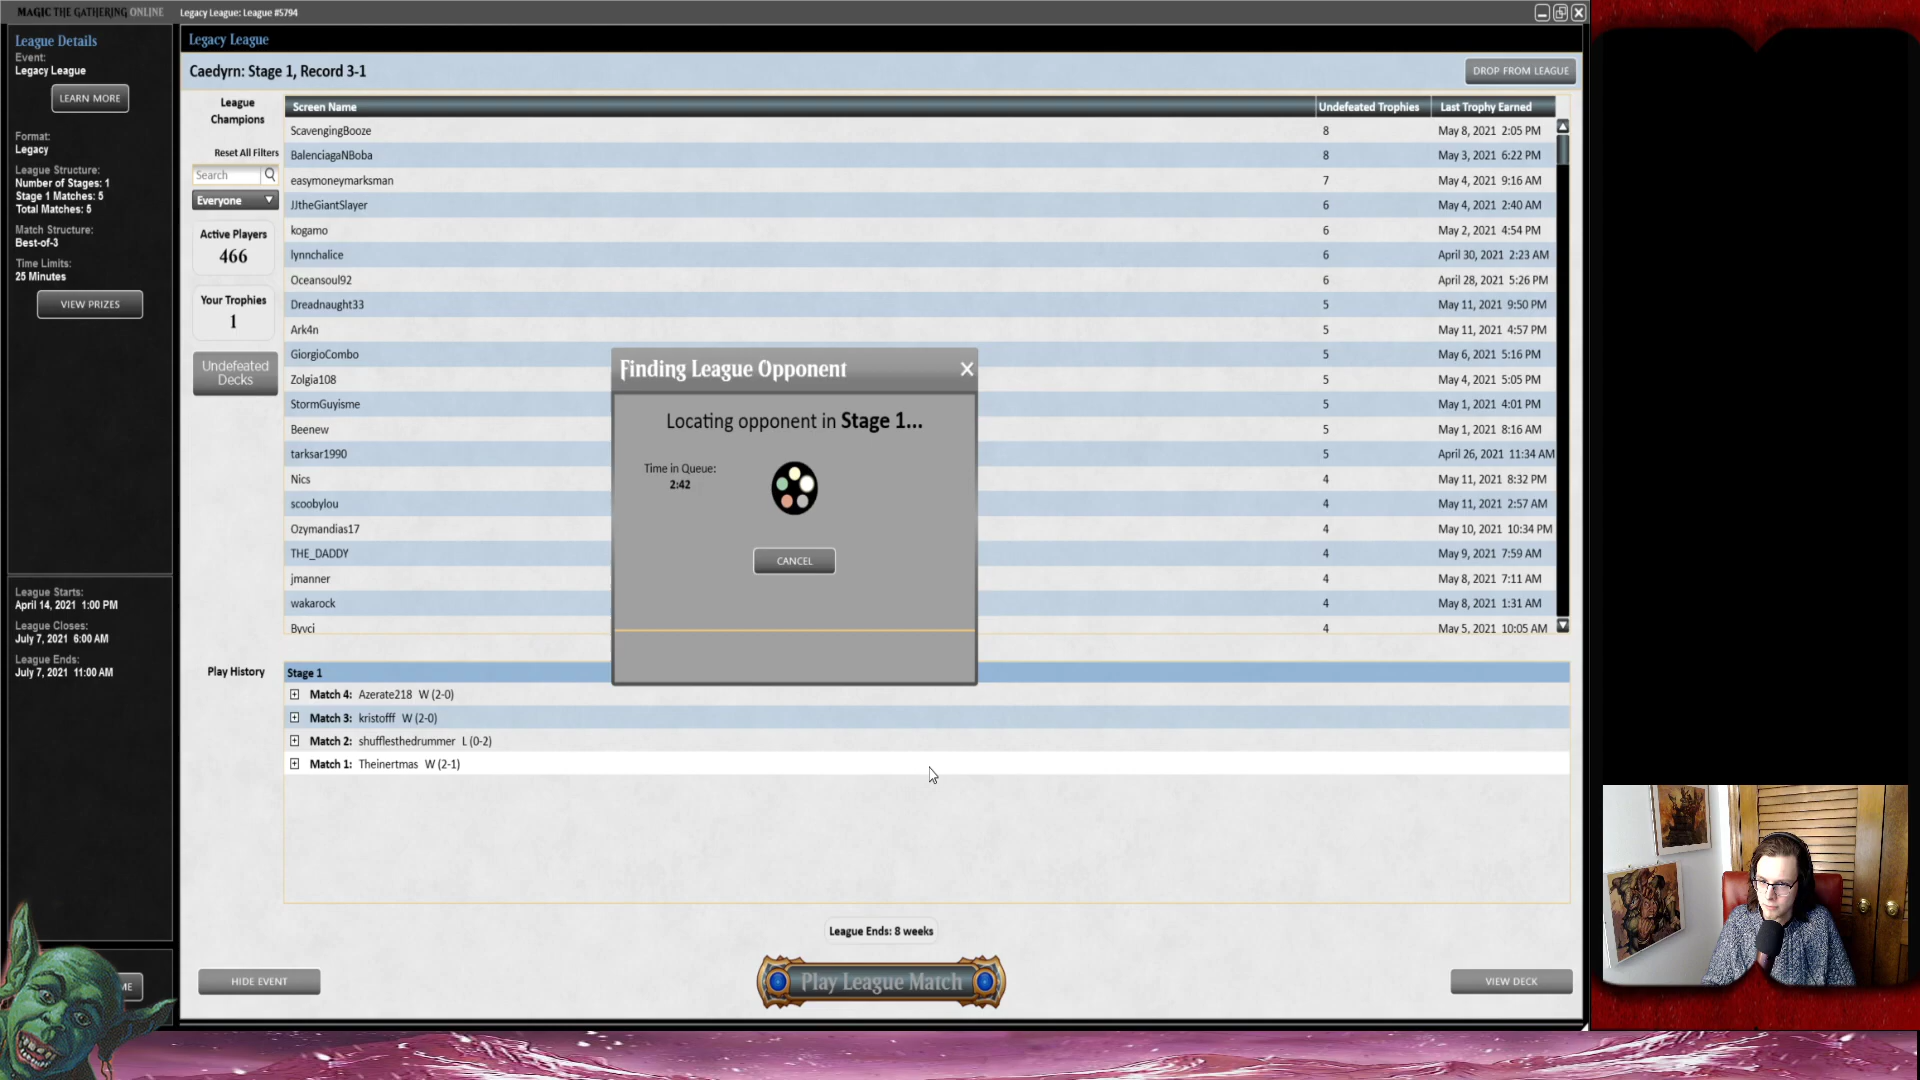 MAGIC THE GATHERING ONLINE
Legacy League: League #5794
League Details
Event:
Legacy League
LEARN MORE
Format:
Legacy
League Structure:
Number of Stages: 1
Stage 1 Matches: 5
Total Matches: 5
Match Structure:
Best-of-3
Time Limits:
25 Minutes
VIEW PRIZES
League Starts:
April 14, 2021 1:00 PM
League Closes:
July 7, 2021 6:00 AM
League Ends:
July 7, 2021 11:00 AM
ME
Legacy League
Caedyrn: Stage 1, Record 3-1
DROP FROM LEAGUE
League
Champions
Reset All Filters
Search
Everyone
Active Players
466
Your Trophies
1
Undefeated
Decks
Screen Name Undefeated Trophies Last Trophy Earned
ScavengingBooze 8 May 8, 2021 2:05 PM
BalenciagaNBoba 8 May 3, 2021 6:22 PM
easymoneymarksman 7 May 4, 2021 9:16 AM
JJtheGiantSlayer 6 May 4, 2021 2:40 AM
kogamo 6 May 2, 2021 4:54 PM
lynnchalice 6 April 30, 2021 2:23 AM
Oceansoul92 6 April 28, 2021 5:26 PM
Dreadnaught33 5 May 11, 2021 9:50 PM
Ark4n 5 May 11, 2021 4:57 PM
GiorgioCombo 5 May 6, 2021 5:16 PM
Zolgia108 5 May 4, 2021 5:05 PM
StormGuyisme 5 May 1, 2021 4:01 PM
Beenew 5 May 1, 2021 8:16 AM
tarksar1990 5 April 26, 2021 11:34 AM
Nics 4 May 11, 2021 8:32 PM
scoobylou 4 May 11, 2021 2:57 AM
Ozymandias17 4 May 10, 2021 10:34 PM
THE_DADDY 4 May 9, 2021 7:59 AM
jmanner 4 May 8, 2021 7:11 AM
wakarock 4 May 8, 2021 1:31 AM
Byvci 4 May 5, 2021 10:05 AM
Finding League Opponent
Locating opponent in Stage 1...
Time in Queue:
2:42
CANCEL
Play History
Stage 1
Match 4: Azerate218 W (2-0)
Match 3: kristofff W (2-0)
Match 2: shufflesthedrummer L (0-2)
Match 1: Theinertmas W (2-1)
League Ends: 8 weeks
HIDE EVENT
Play League Match
VIEW DECK